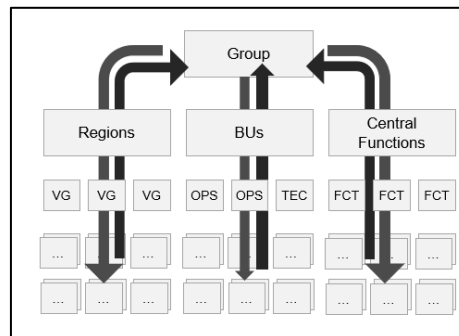 Group
Regions BUs Central
Functions
VG VG VG OPS OPS TEC FCT FCT FCT
... ... ... ... ... ... ... ... ...
... ... ... ... ... ... ... ... ...